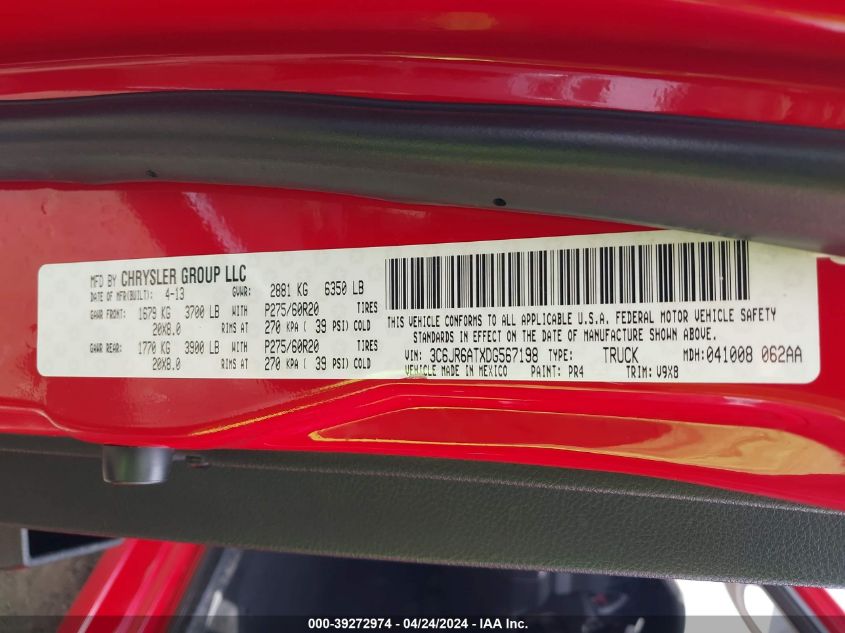 MFD BY CHRYSLER GROUP LLC
DATE OF MFR(BUILT): 4-13 GVWR: 2881 KG 6350 LB
GAWR FRONT: 1679 KG 3700 LB WITH P275/60R20 TIRES
20X8.0 RIMS AT 270 KPA ( 39 PSI) COLD
GAWR REAR: 1770 KG 3900 LB WITH P275/60R20 TIRES
20X8.0 RIMS AT 270 KPA ( 39 PSI) COLD
THIS VEHICLE CONFORMS TO ALL APPLICABLE U.S.A. FEDERAL MOTOR VEHICLE SAFETY
STANDARDS IN EFFECT ON THE DATE OF MANUFACTURE SHOWN ABOVE.
VIN: 3C6JR6ATXDG567198 TYPE: TRUCK MDH: 041008 062AA
VEHICLE MADE IN MEXICO PAINT: PR4 TRIM: V9X8
000-39272974 | 04/24/2024 - IAA Inc.